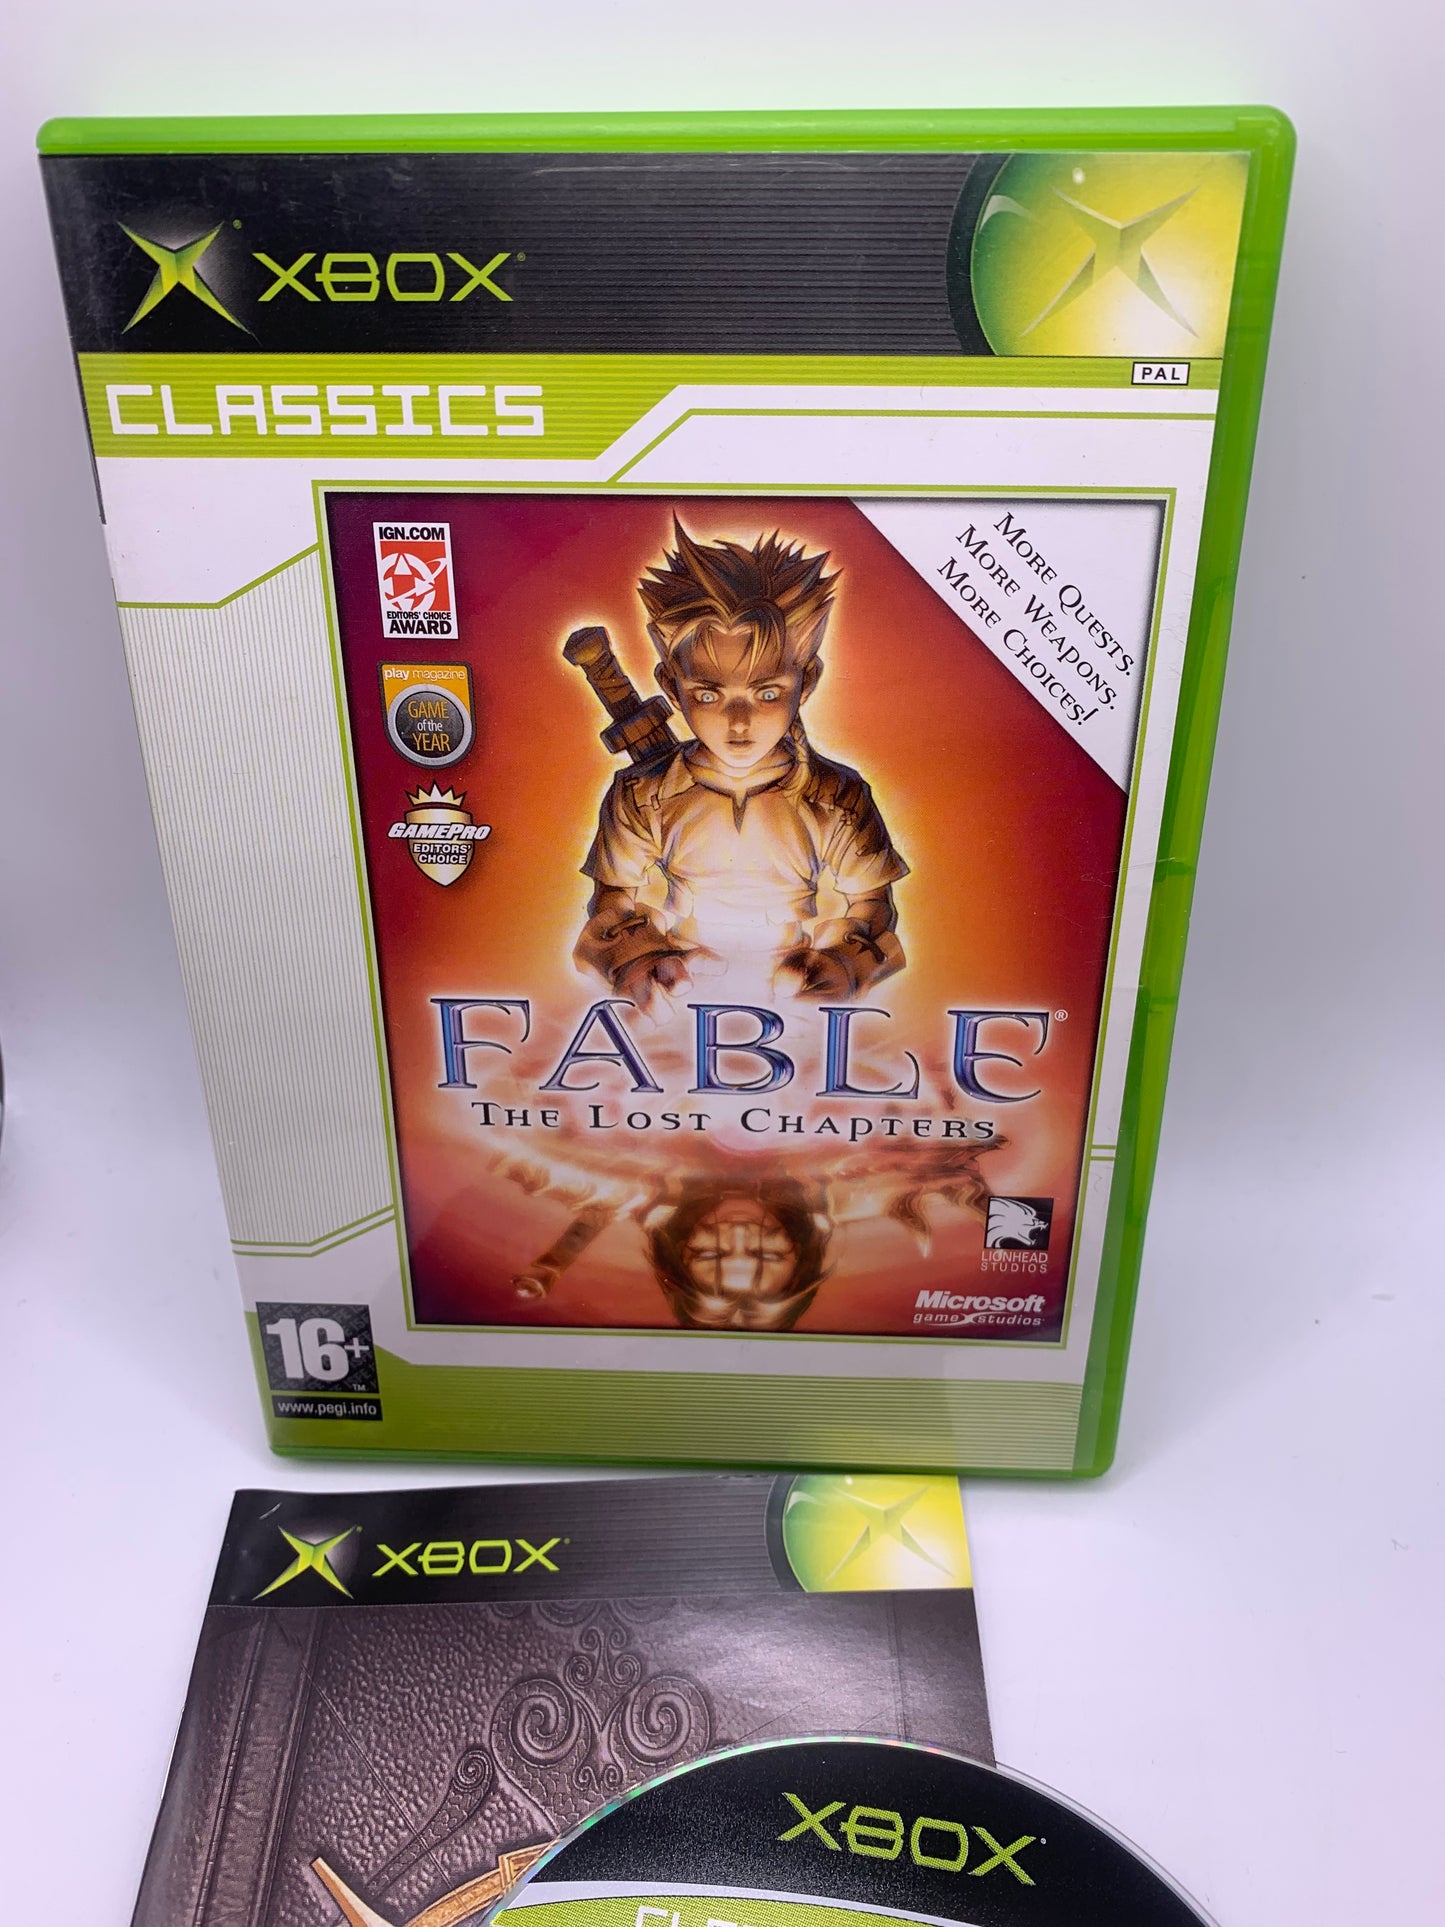 XBOX®
PAL
CLASSICS
IGN.COM
EDITORS' CHOICE
AWARD
play magazine
GAME
of the
YEAR
GAMEPRO
EDITORS'
CHOICE
MORE QUESTS.
MORE WEAPONS.
MORE CHOICES!
FABLE®
THE LOST CHAPTERS
LIONHEAD
STUDIOS
Microsoft
game studios
16+
TM
www.pegi.info
XBOX
XBOX